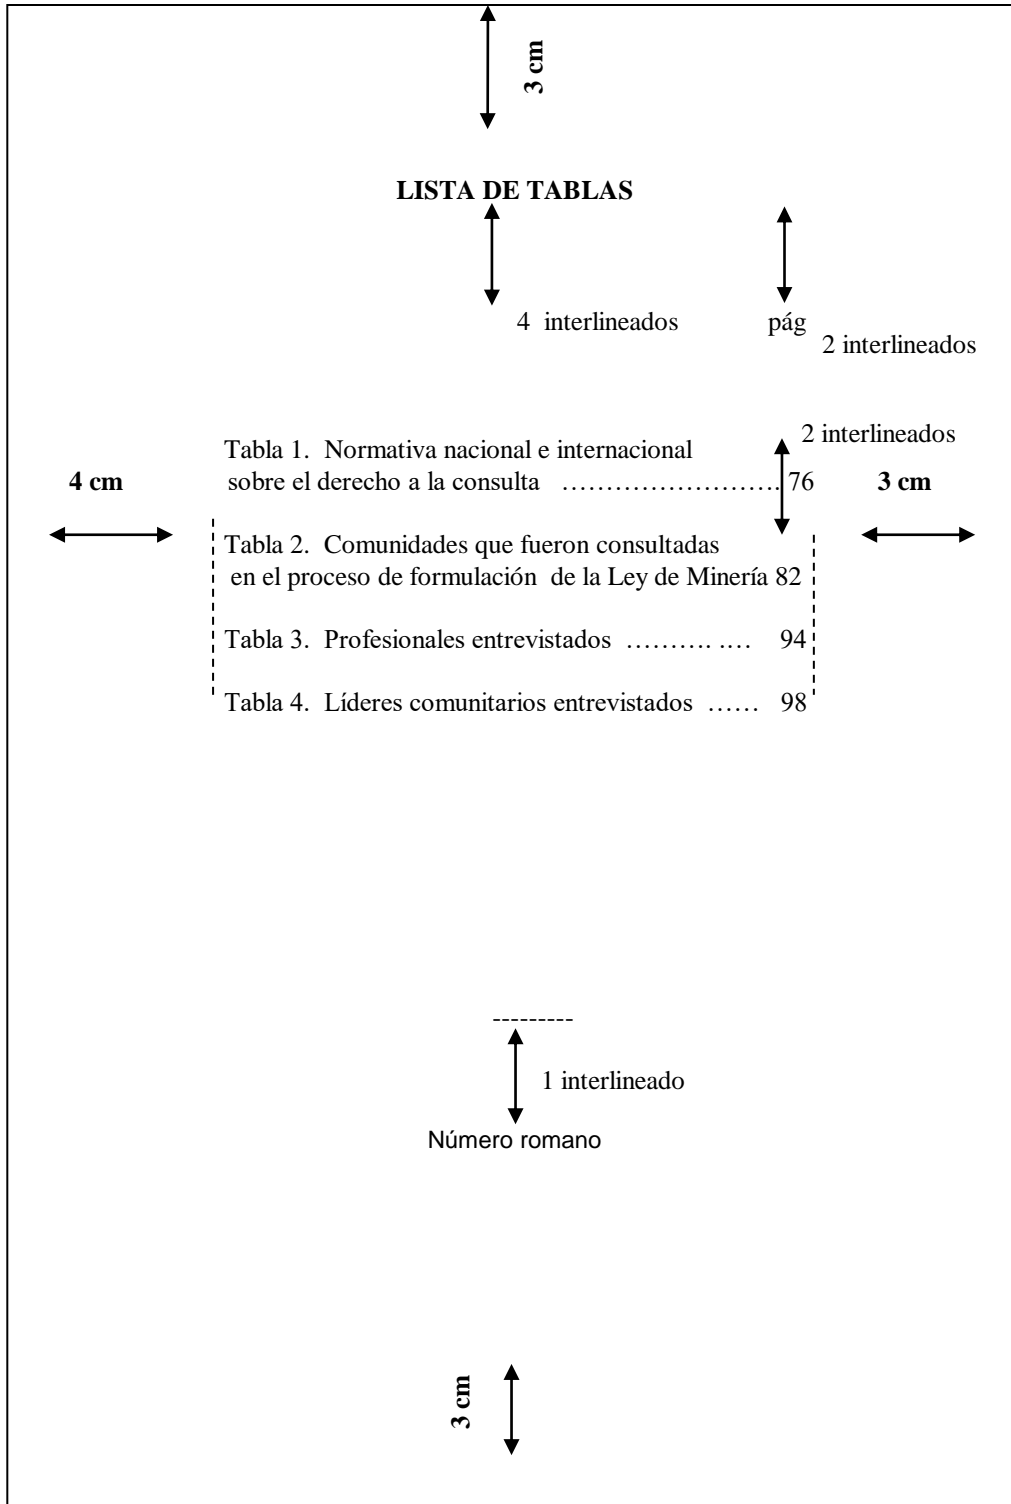 3 cm
LISTA DE TABLAS
4 interlineados pág
2 interlineados
2 interlineados
Tabla 1. Normativa nacional e internacional
sobre el derecho a la consulta ……………………. 76
4 cm
3 cm
Tabla 2. Comunidades que fueron consultadas
en el proceso de formulación de la Ley de Minería 82
Tabla 3. Profesionales entrevistados ………. …. 94
Tabla 4. Líderes comunitarios entrevistados …… 98
---------
1 interlineado
Número romano
3 cm